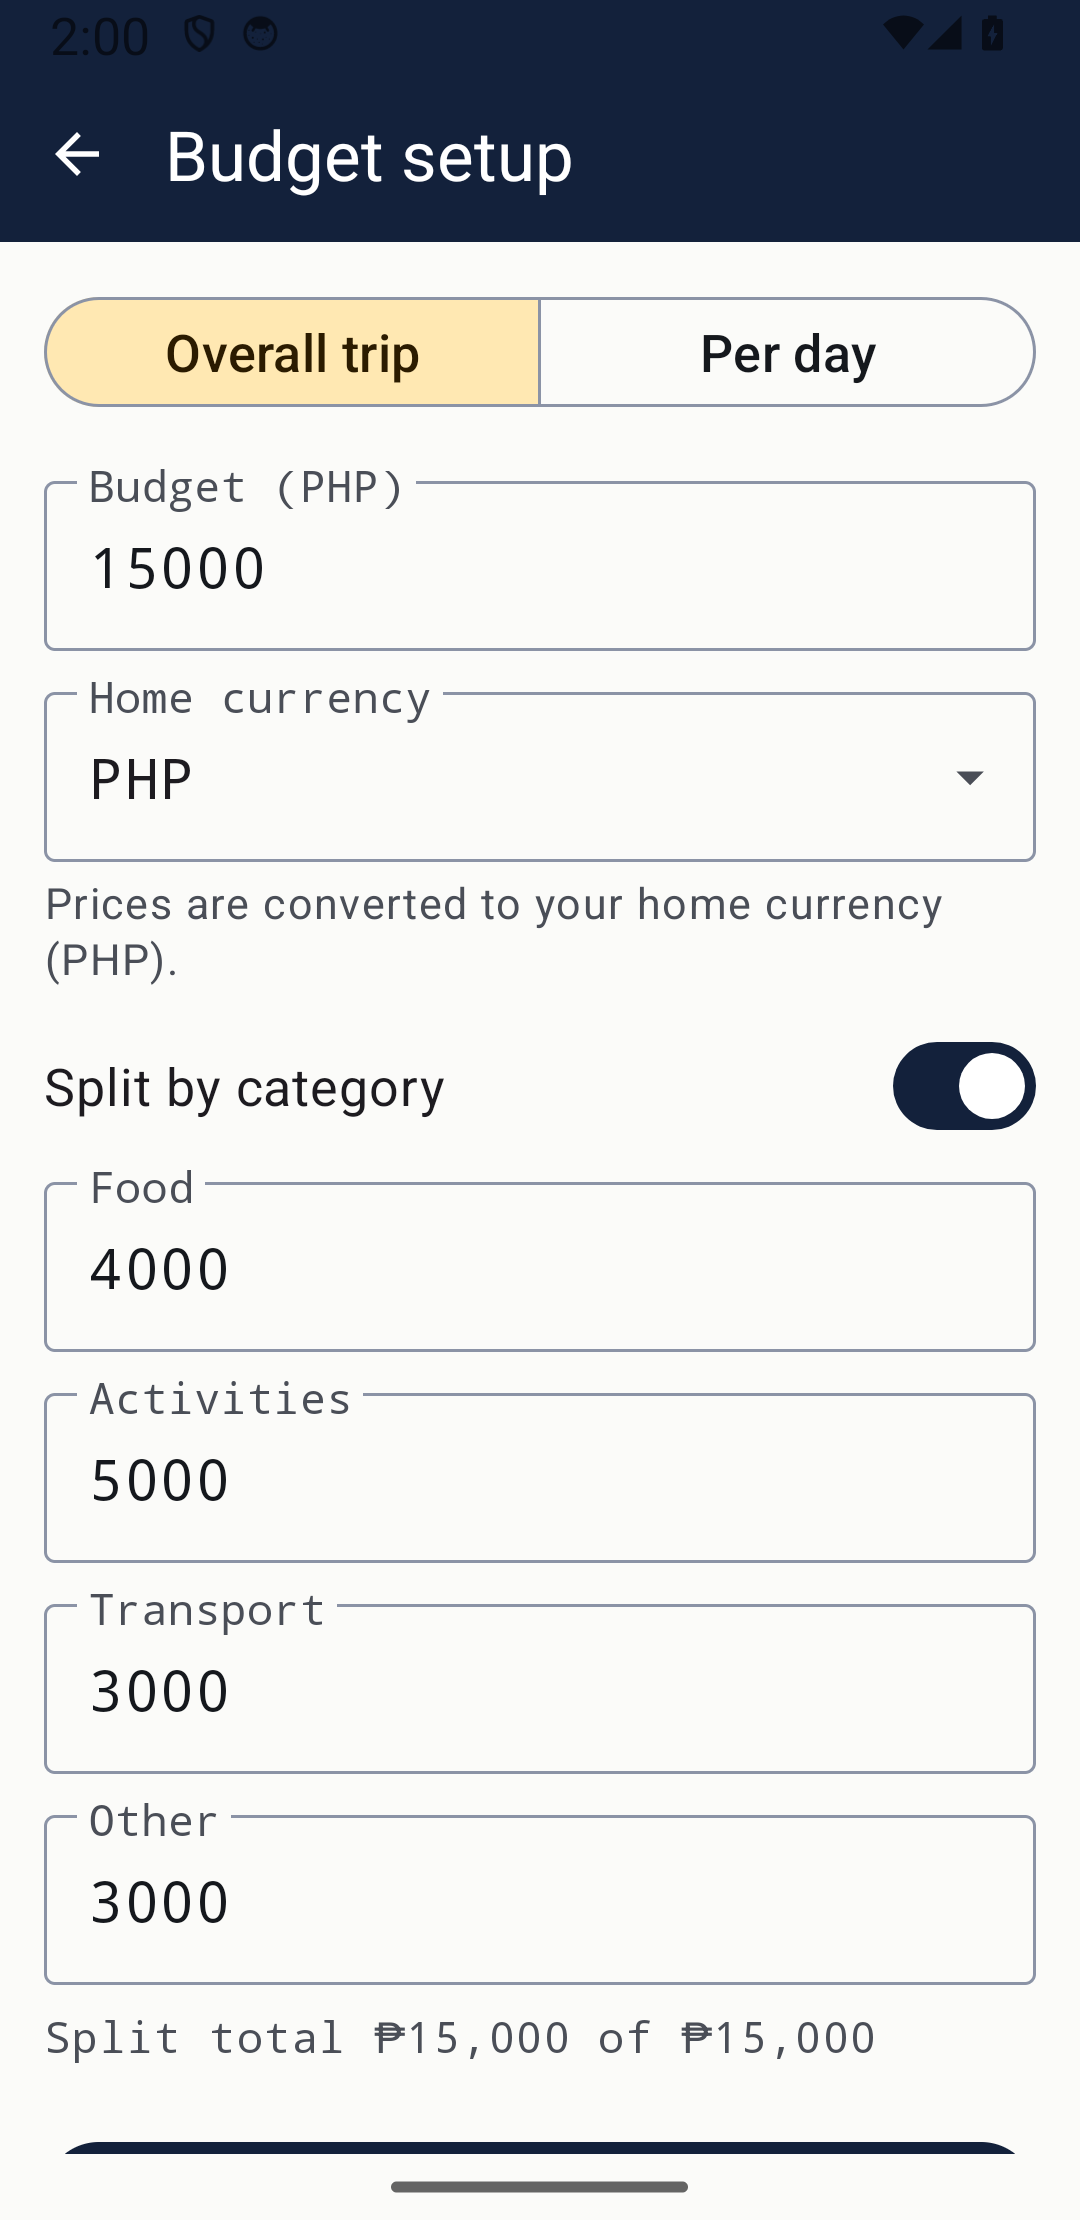 2:00
Budget setup
Overall trip
Per day
Budget (PHP)
15000
Home currency
PHP
Prices are converted to your home currency
(PHP).
Split by category
Food
4000
Activities
5000
Transport
3000
Other
3000
Split total ₱15,000 of ₱15,000